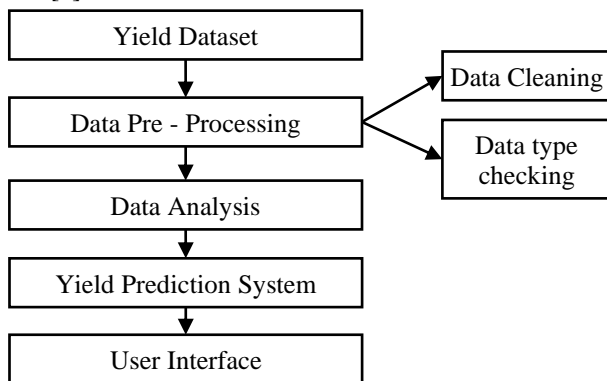 Yield Dataset
Data Cleaning
Data Pre - Processing
Data type
checking
Data Analysis
Yield Prediction System
User Interface